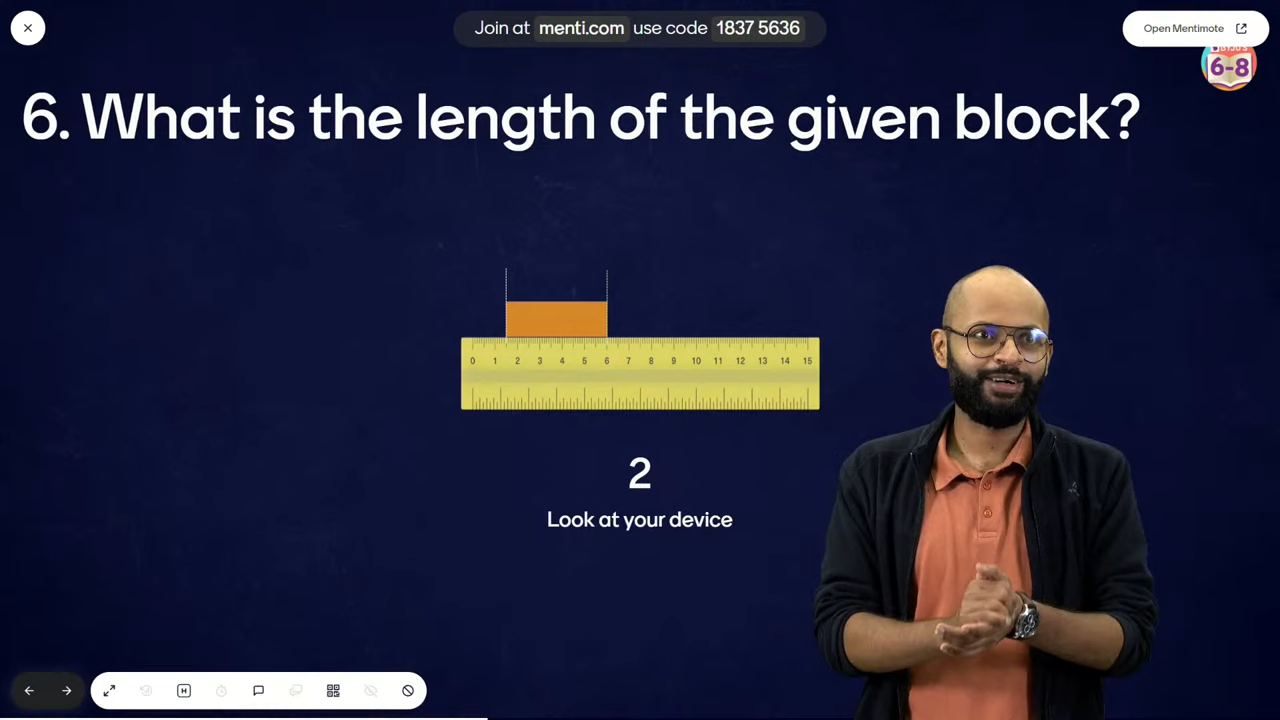 Join at menti.com use code 1837 5636
Open Mentimote
BYJU'S
6-8
6. What is the length of the given block?
0 1 2 3 4 5 6 7 8 9 10 11 12 13 14 15
2
Look at your device
H